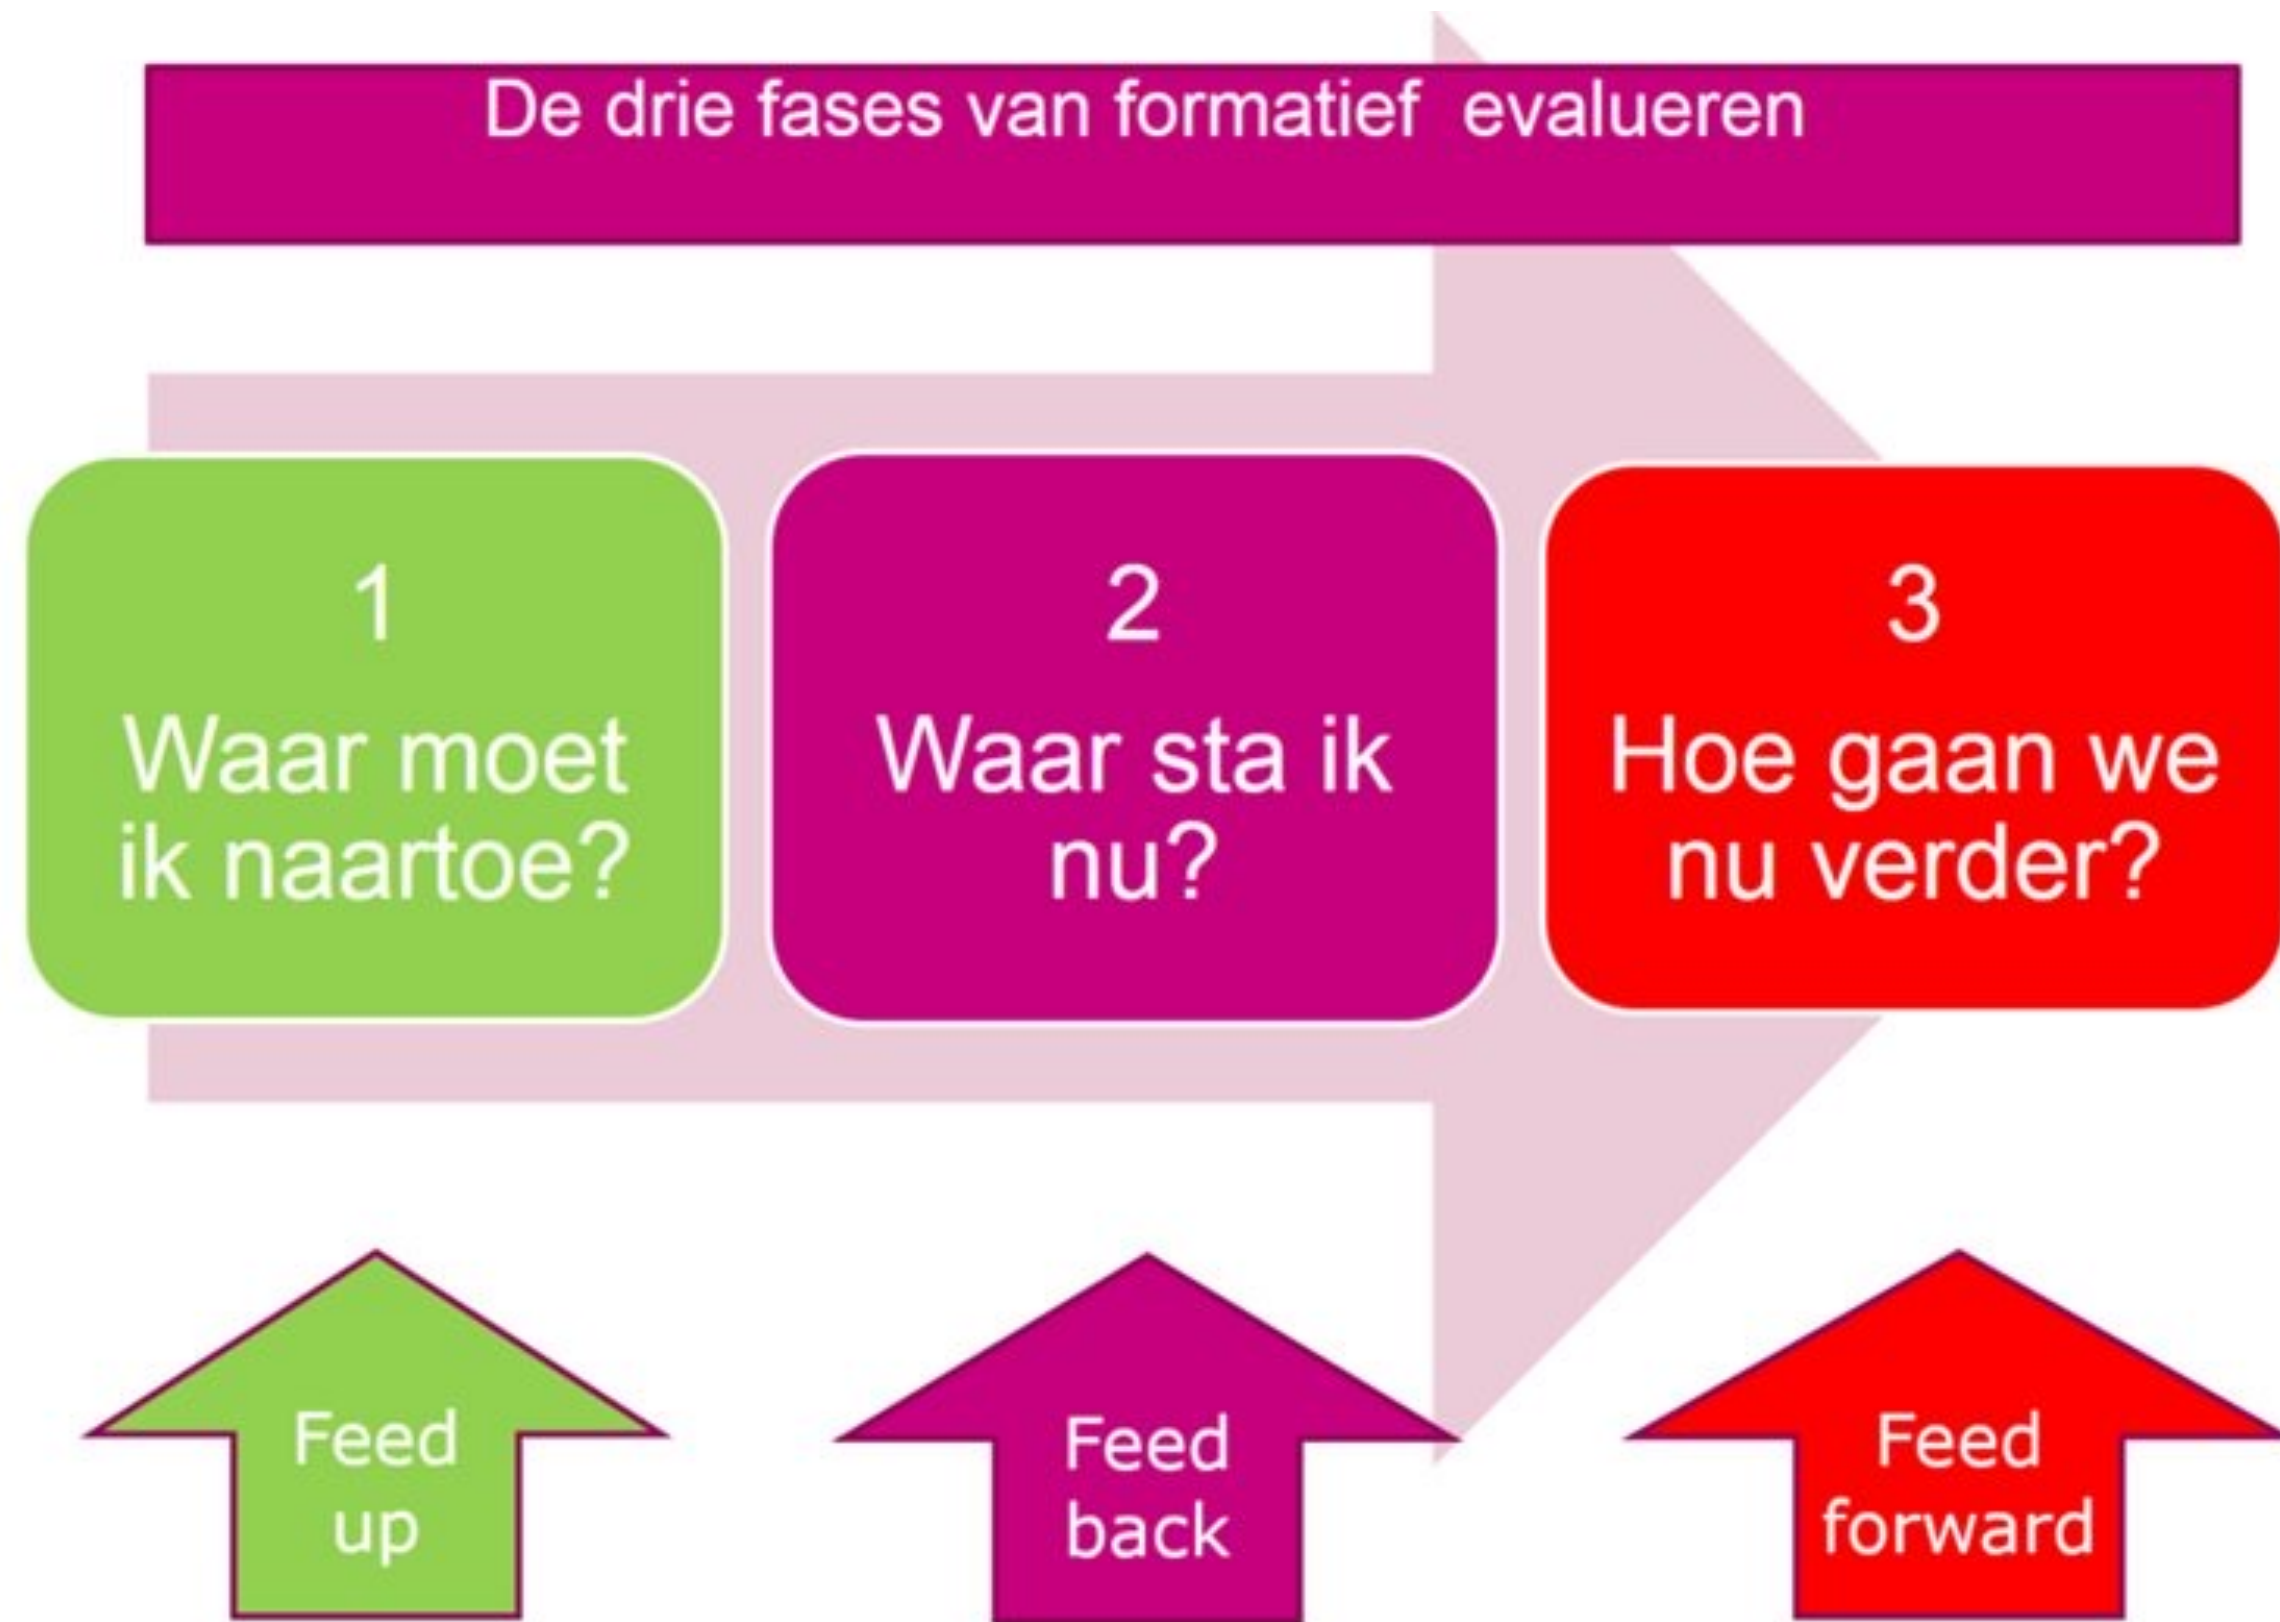 De drie fases van formatief evalueren
1
Waar moet
ik naartoe?
2
Waar sta ik
nu?
3
Hoe gaan we
nu verder?
Feed
up
Feed
back
Feed
forward